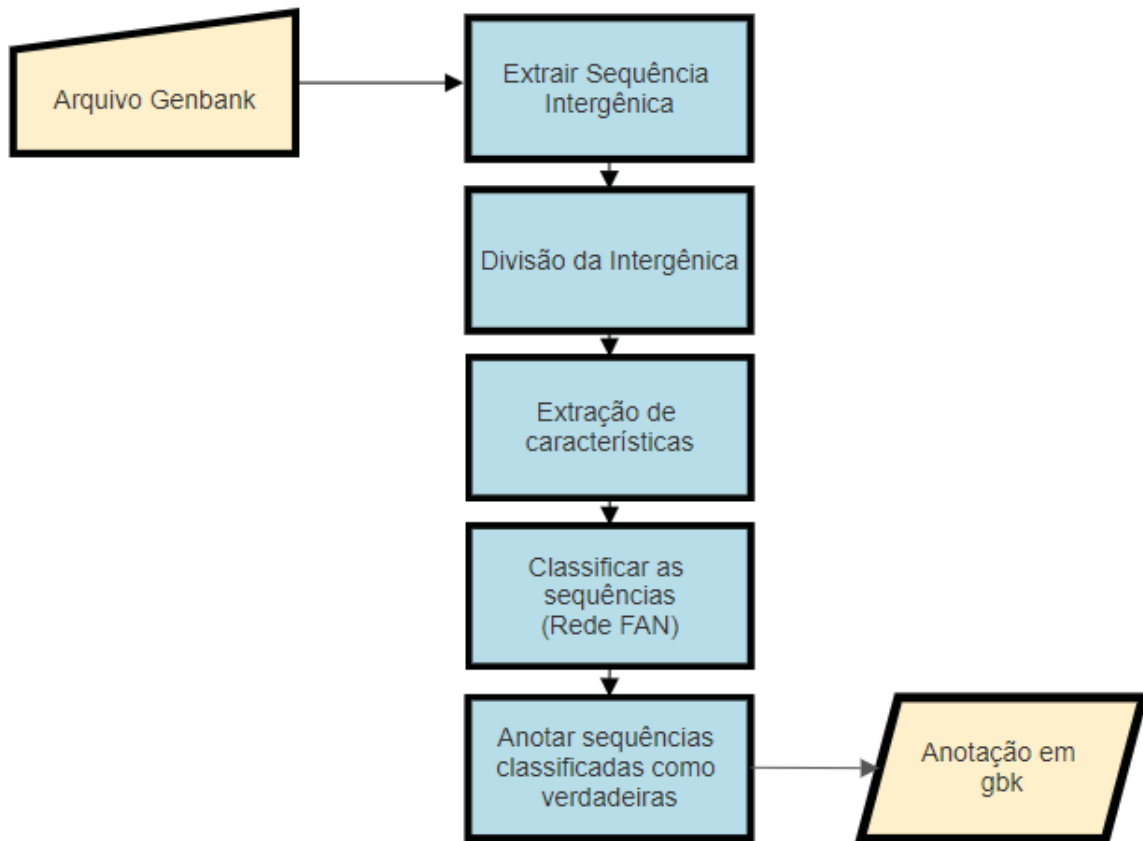 Arquivo Genbank
Extrair Sequência
Intergênica
Divisão da Intergênica
Extração de
característícas
Classificar as
sequências
(Rede FAN)
Anotar sequências
classificadas como
verdadeiras
Anotação em
gbk